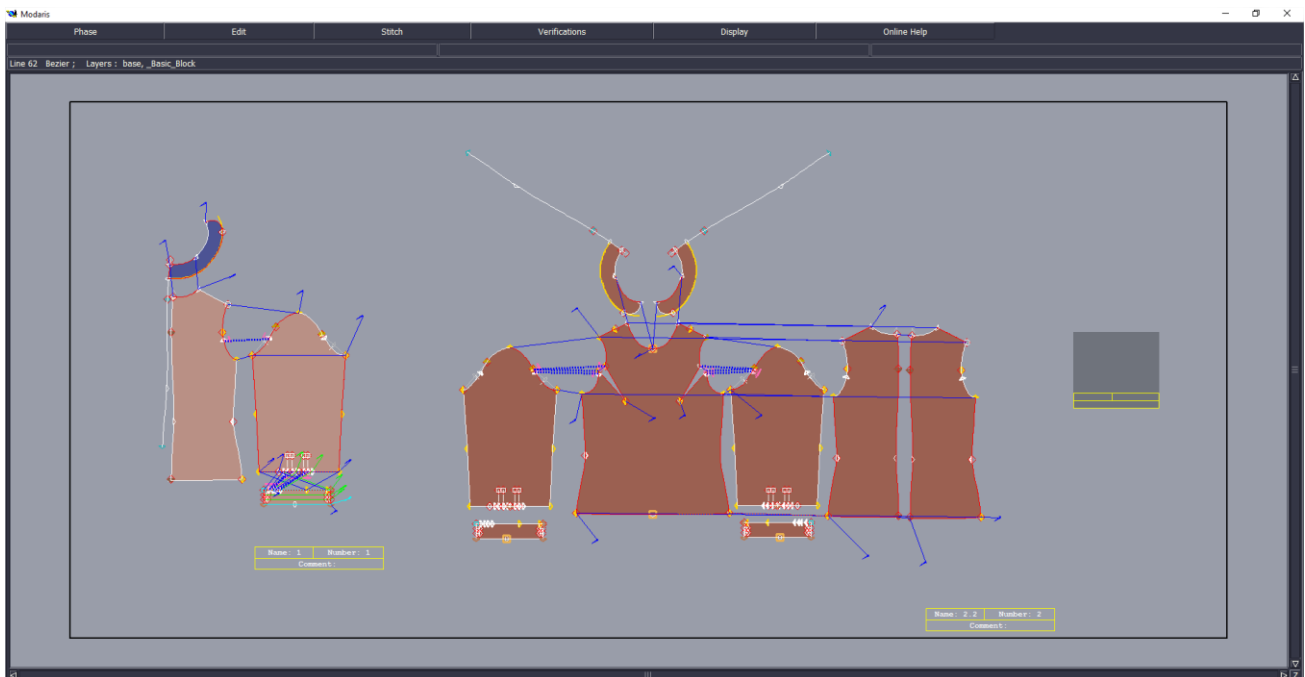 Modaris
Phase Edit Stitch Verifications Display Online Help
Line 62 Bezier ; Layers : base, _Basic_Block
Name: 1 Number: 1
Comment:
Name: 2.2 Number: 2
Comment:
Z